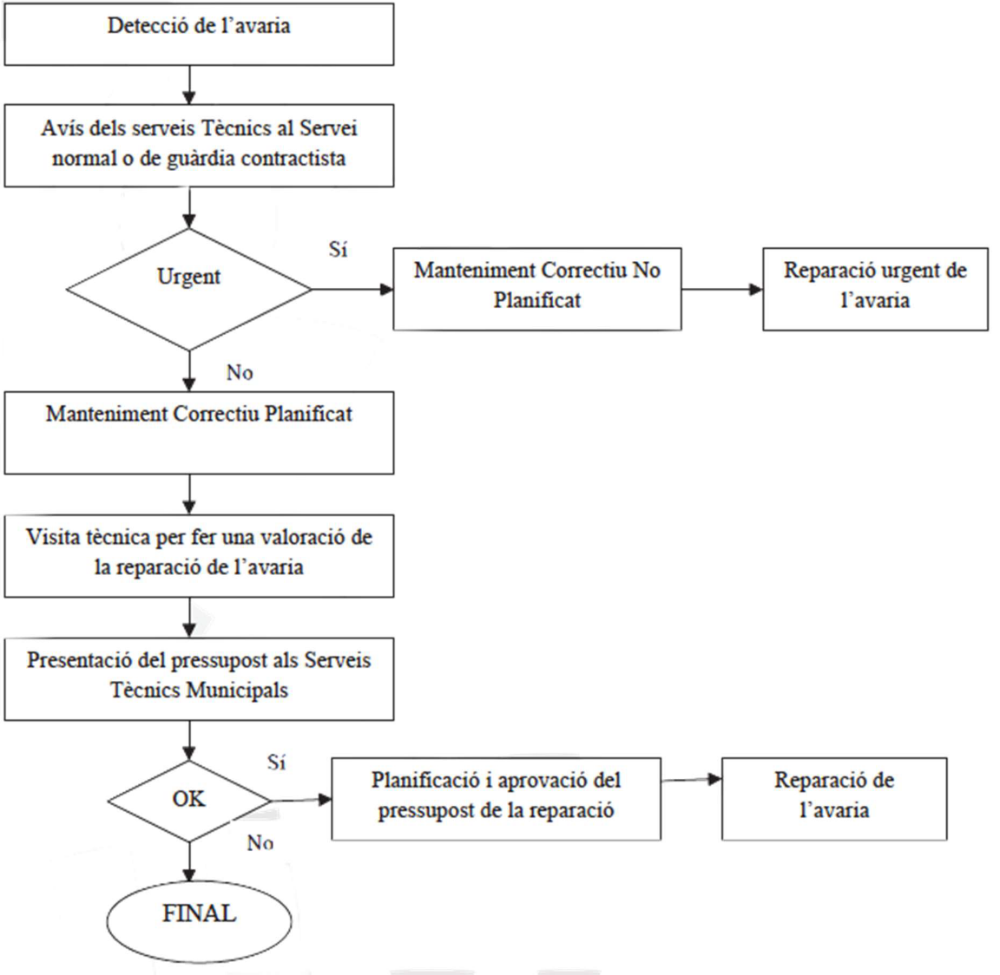 Detecció de l’avaria
Avís dels serveis Tècnics al Servei
normal o de guàrdia contractista
Urgent
Sí
Manteniment Correctiu No
Planificat
Reparació urgent de
l’avaria
No
Manteniment Correctiu Planificat
Visita tècnica per fer una valoració de
la reparació de l’avaria
Presentació del pressupost als Serveis
Tècnics Municipals
OK
Sí
Planificació i aprovació del
pressupost de la reparació
Reparació de
l’avaria
No
FINAL